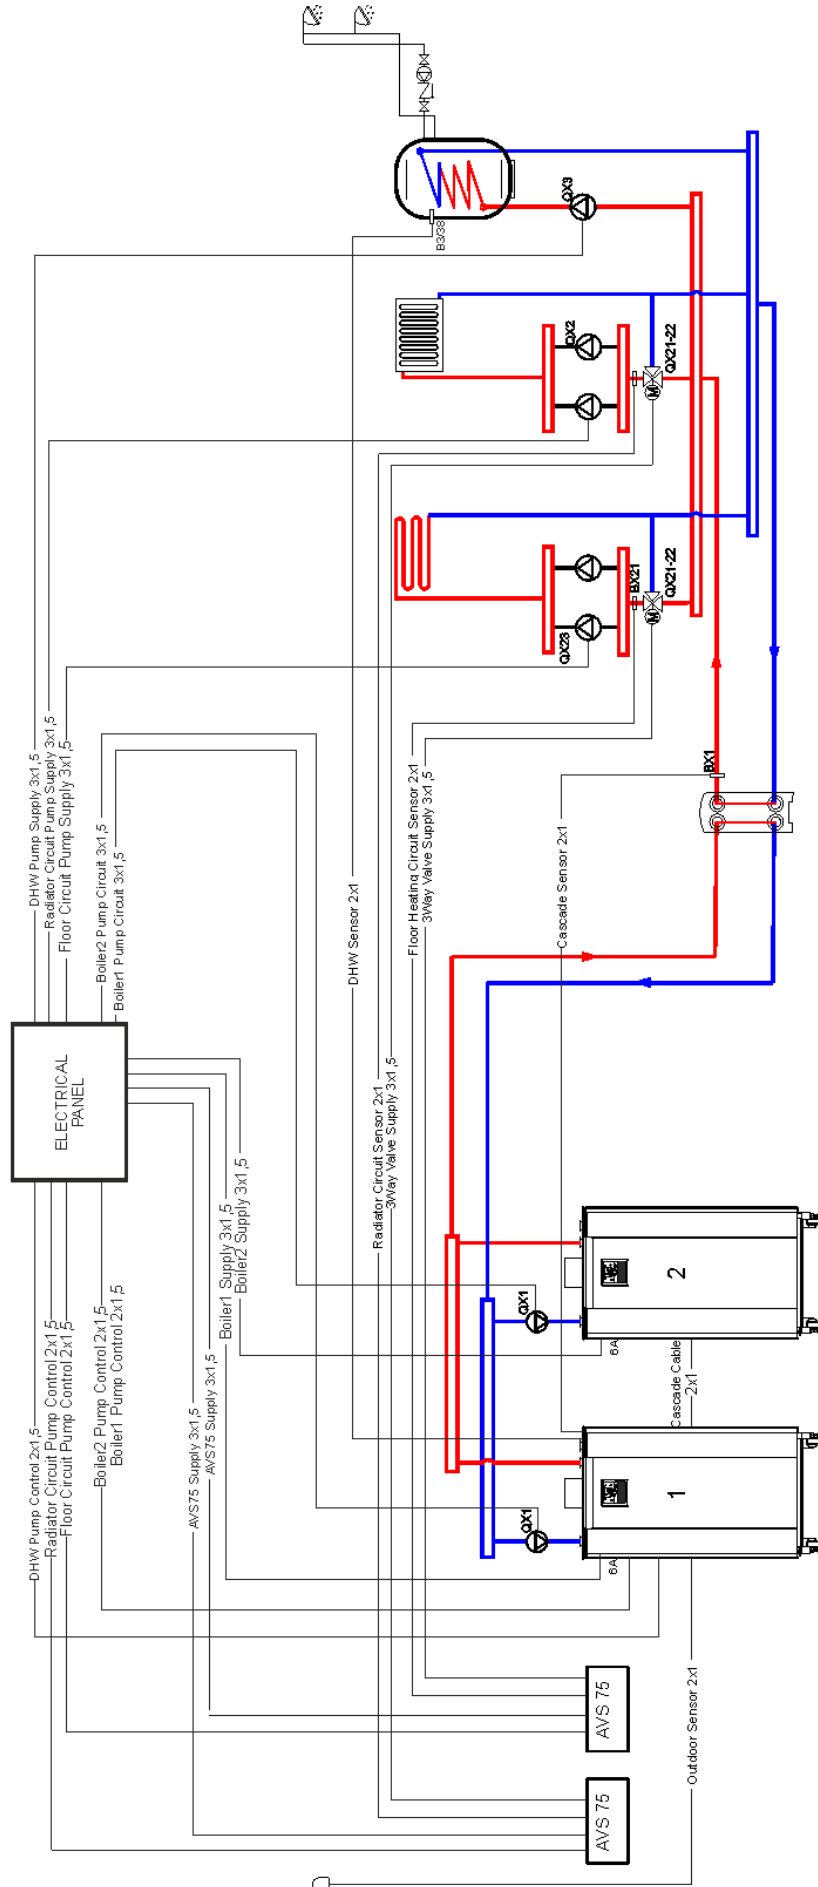 B3/38
QX3
QX2
QX21-22
QX23
BX21
QX21-22
DHW Pump Supply 3x1,5
Radiator Circuit Pump Supply 3x1,5
Floor Circuit Pump Supply 3x1,5
Boiler2 Pump Circuit 3x1,5
Boiler1 Pump Circuit 3x1,5
DHW Sensor 2x1
Floor Heating Circuit Sensor 2x1
3Way Valve Supply 3x1,5
Cascade Sensor 2x1
BX1
ELECTRICAL
PANEL
Radiator Circuit Sensor 2x1
3Way Valve Supply 3x1,5
Boiler1 Supply 3x1,5
Boiler2 Supply 3x1,5
AVS75 Supply 3x1,5
AVS75 Supply 3x1,5
DHW Pump Control 2x1,5
Radiator Circuit Pump Control 2x1,5
Floor Circuit Pump Control 2x1,5
Boiler2 Pump Control 2x1,5
Boiler1 Pump Control 2x1,5
QX1
6A
2
Cascade Cable
2x1
QX1
6A
1
AVS 75
AVS 75
Outdoor Sensor 2x1
M
M